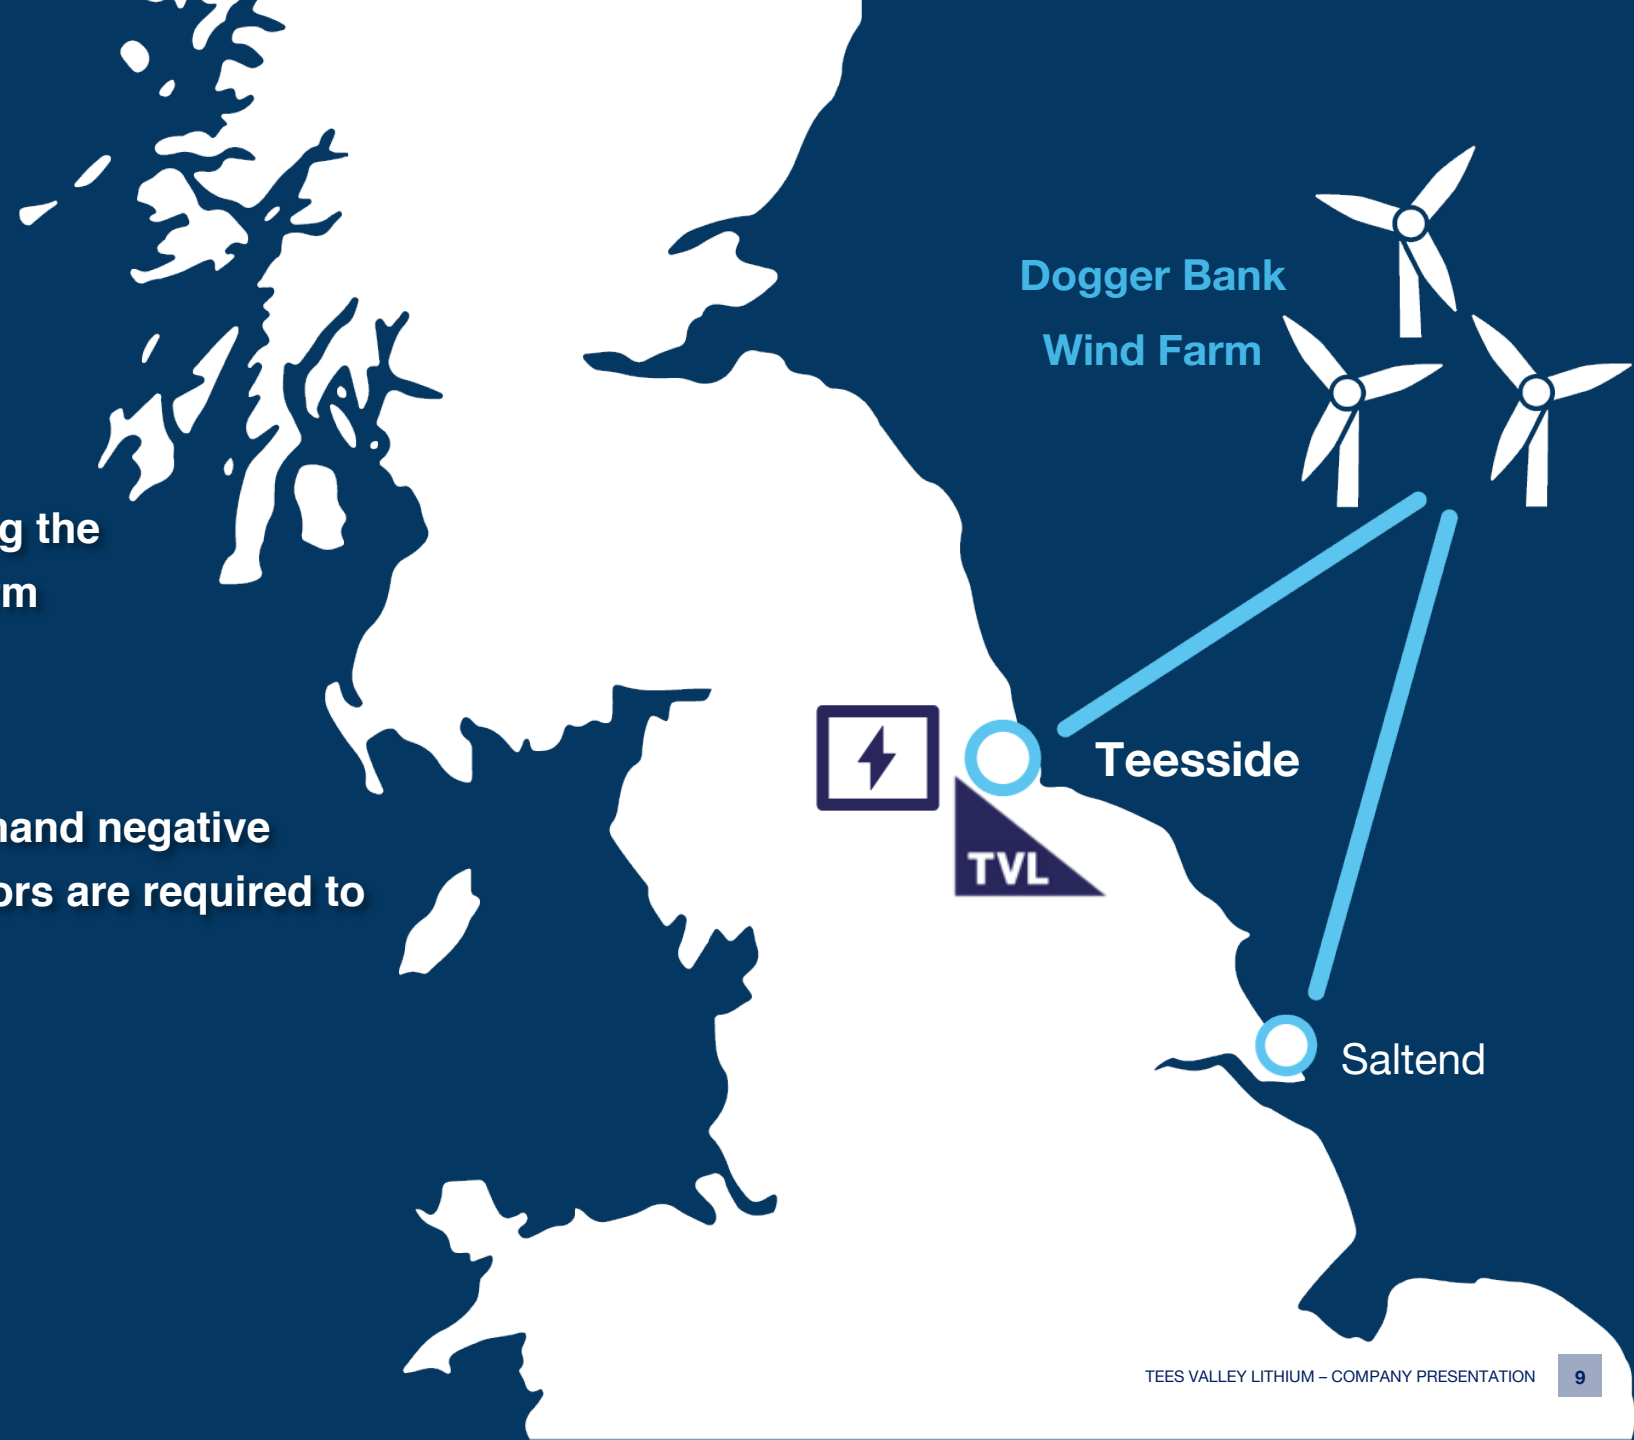 Dogger Bank
Wind Farm
g the
m
Teesside
TVL
and negative
ors are required to
Saltend
TEES VALLEY LITHIUM – COMPANY PRESENTATION
9